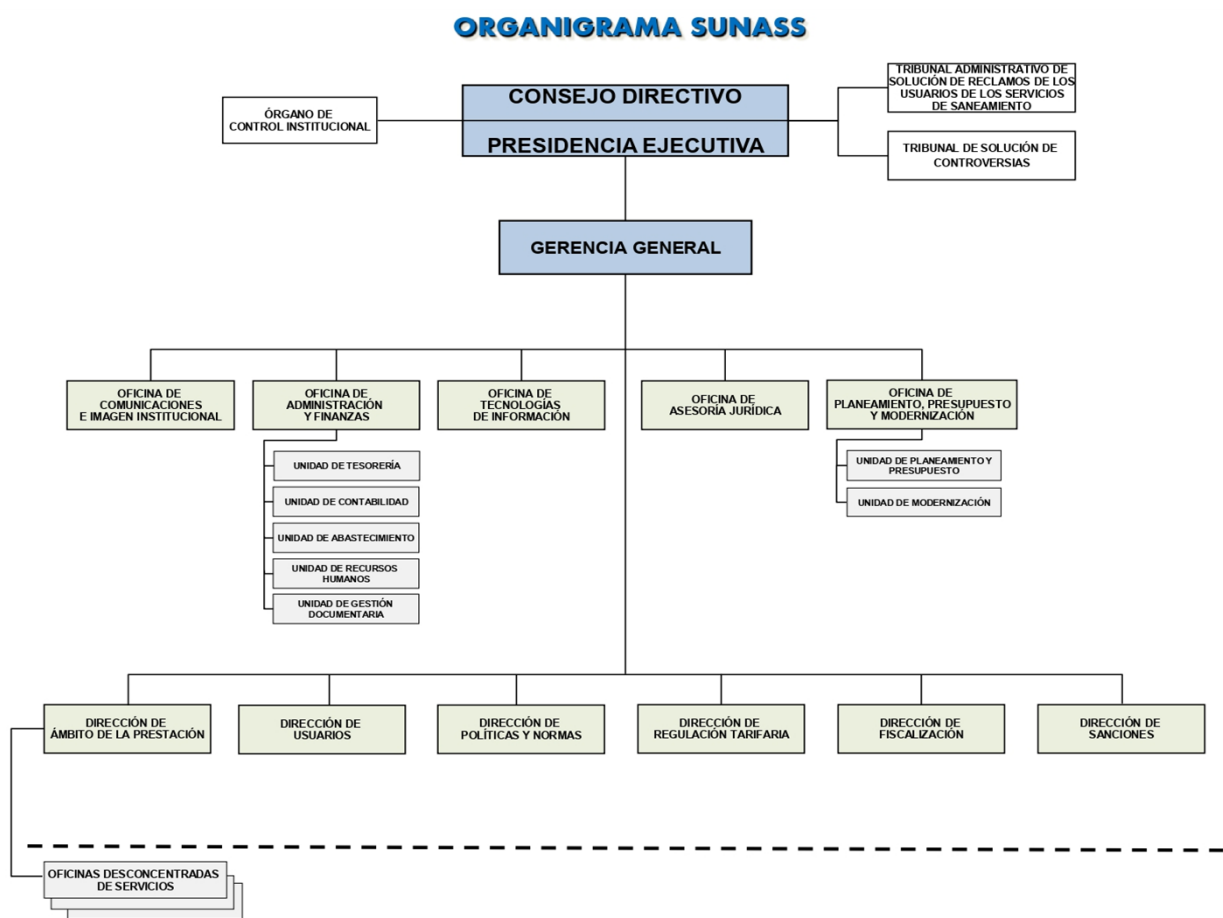 ORGANIGRAMA SUNASS
ÓRGANO DE
CONTROL INSTITUCIONAL
CONSEJO DIRECTIVO
PRESIDENCIA EJECUTIVA
TRIBUNAL ADMINISTRATIVO DE
SOLUCIÓN DE RECLAMOS DE LOS
USUARIOS DE LOS SERVICIOS
DE SANEAMIENTO
TRIBUNAL DE SOLUCIÓN DE
CONTROVERSIAS
GERENCIA GENERAL
OFICINA DE
COMUNICACIONES
E IMAGEN INSTITUCIONAL
OFICINA DE
ADMINISTRACIÓN
Y FINANZAS
OFICINA DE
TECNOLOGÍAS
DE INFORMACIÓN
OFICINA DE
ASESORÍA JURÍDICA
OFICINA DE
PLANEAMIENTO, PRESUPUESTO
Y MODERNIZACIÓN
UNIDAD DE TESORERÍA
UNIDAD DE CONTABILIDAD
UNIDAD DE ABASTECIMIENTO
UNIDAD DE RECURSOS
HUMANOS
UNIDAD DE GESTIÓN
DOCUMENTARIA
UNIDAD DE PLANEAMIENTO Y
PRESUPUESTO
UNIDAD DE MODERNIZACIÓN
DIRECCIÓN DE
ÁMBITO DE LA PRESTACIÓN
DIRECCIÓN DE
USUARIOS
DIRECCIÓN DE
POLÍTICAS Y NORMAS
DIRECCIÓN DE
REGULACIÓN TARIFARIA
DIRECCIÓN DE
FISCALIZACIÓN
DIRECCIÓN DE
SANCIONES
OFICINAS DESCONCENTRADAS
DE SERVICIOS